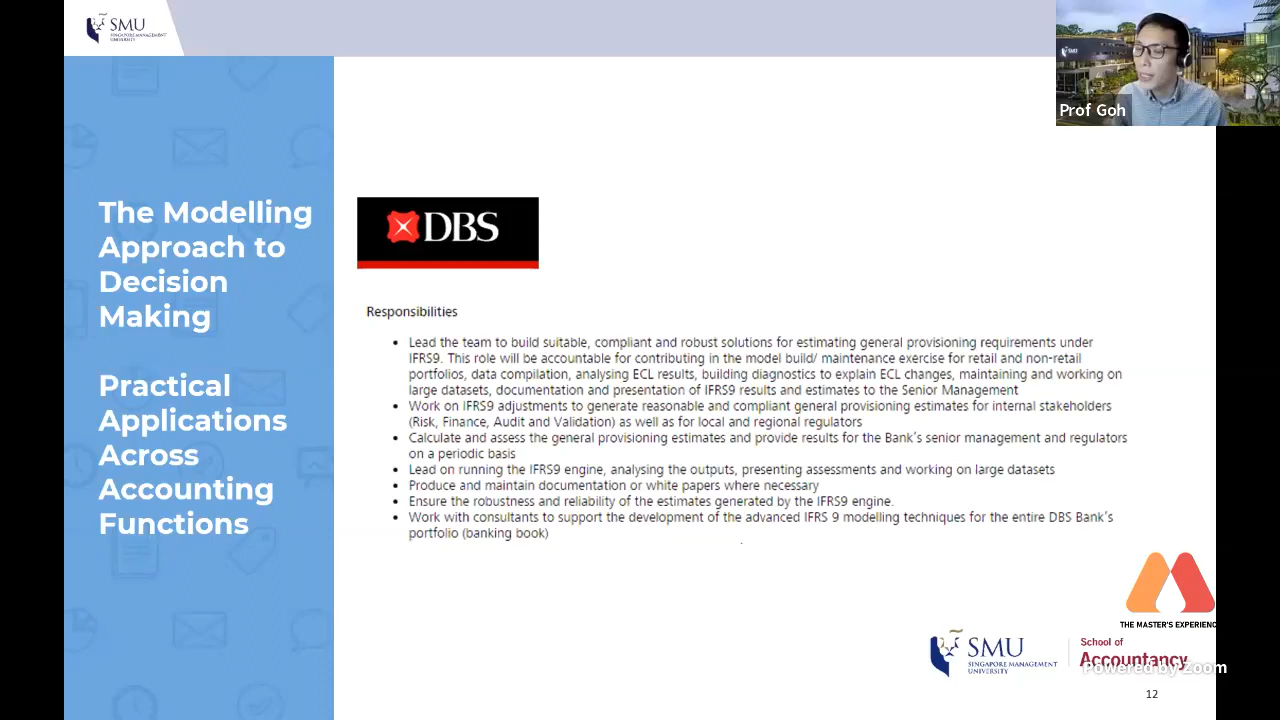 SMU
SINGAPORE MANAGEMENT
UNIVERSITY
SMU
Prof Goh
The Modelling
Approach to
Decision
Making
Practical
Applications
Across
Accounting
Functions
DBS
Responsibilities
• Lead the team to build suitable, compliant and robust solutions for estimating general provisioning requirements under
IFRS9. This role will be accountable for contributing in the model build/ maintenance exercise for retail and non-retail
portfolios, data compilation, analysing ECL results, building diagnostics to explain ECL changes, maintaining and working on
large datasets, documentation and presentation of IFRS9 results and estimates to the Senior Management
• Work on IFRS9 adjustments to generate reasonable and compliant general provisioning estimates for internal stakeholders
(Risk, Finance, Audit and Validation) as well as for local and regional regulators
• Calculate and assess the general provisioning estimates and provide results for the Bank's senior management and regulators
on a periodic basis
• Lead on running the IFRS9 engine, analysing the outputs, presenting assessments and working on large datasets
• Produce and maintain documentation or white papers where necessary
• Ensure the robustness and reliability of the estimates generated by the IFRS9 engine.
• Work with consultants to support the development of the advanced IFRS 9 modelling techniques for the entire DBS Bank's
portfolio (banking book)
THE MASTER'S EXPERIENC
SMU
SINGAPORE MANAGEMENT
UNIVERSITY
School of
Accountancy
Powered by Zoom
12